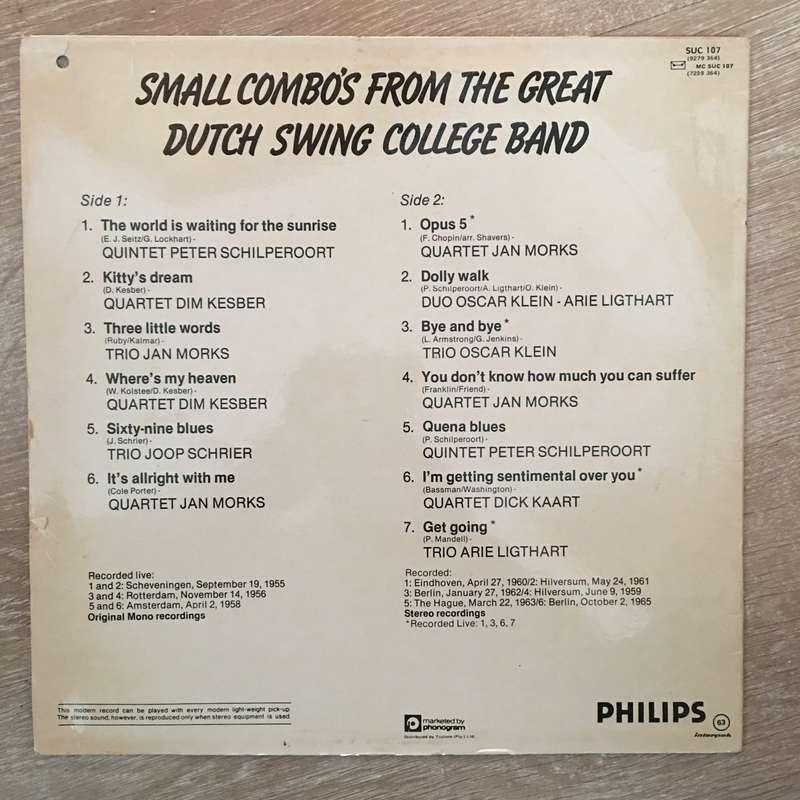 SUC 107
(9279 364)
MC SUC 107
(7259 364)
SMALL COMBO'S FROM THE GREAT
DUTCH SWING COLLEGE BAND
Side 1:
1. The world is waiting for the sunrise
(E. J. Seitz/G. Lockhart) -
QUINTET PETER SCHILPEROORT
2. Kitty's dream
(D. Kesber) -
QUARTET DIM KESBER
3. Three little words
(Ruby/Kalmar) -
TRIO JAN MORKS
4. Where's my heaven
(W. Kolstee/D. Kesber) -
QUARTET DIM KESBER
5. Sixty-nine blues
(J. Schrier) -
TRIO JOOP SCHRIER
6. It's allright with me
(Cole Porter) -
QUARTET JAN MORKS
Recorded live:
1 and 2: Scheveningen, September 19, 1955
3 and 4: Rotterdam, November 14, 1956
5 and 6: Amsterdam, April 2, 1958
Original Mono recordings
Side 2:
1. Opus 5*
(F. Chopin/arr. Shavers) -
QUARTET JAN MORKS
2. Dolly walk
(P. Schilperoort/A. Ligthart/O. Klein) -
DUO OSCAR KLEIN - ARIE LIGTHART
3. Bye and bye*
(L. Armstrong/G. Jenkins) -
TRIO OSCAR KLEIN
4. You don't know how much you can suffer
(Franklin/Friend) -
QUARTET JAN MORKS
5. Quena blues
(P. Schilperoort) -
QUINTET PETER SCHILPEROORT
6. I'm getting sentimental over you*
(Bassman/Washington) -
QUARTET DICK KAART
7. Get going*
(P. Mandell) -
TRIO ARIE LIGTHART
Recorded:
1: Eindhoven, April 27, 1960/2: Hilversum, May 24, 1961
3: Berlin, January 27, 1962/4: Hilversum, June 9, 1959
5: The Hague, March 22, 1963/6: Berlin, October 2, 1965
Stereo recordings
*Recorded Live: 1, 3, 6, 7
This modern record can be played with every modern light-weight pick-up.
The stereo sound, however, is reproduced only when stereo equipment is used.
marketed by
phonogram
Distributed by (Pty.) Ltd.
PHILIPS
63
interpak